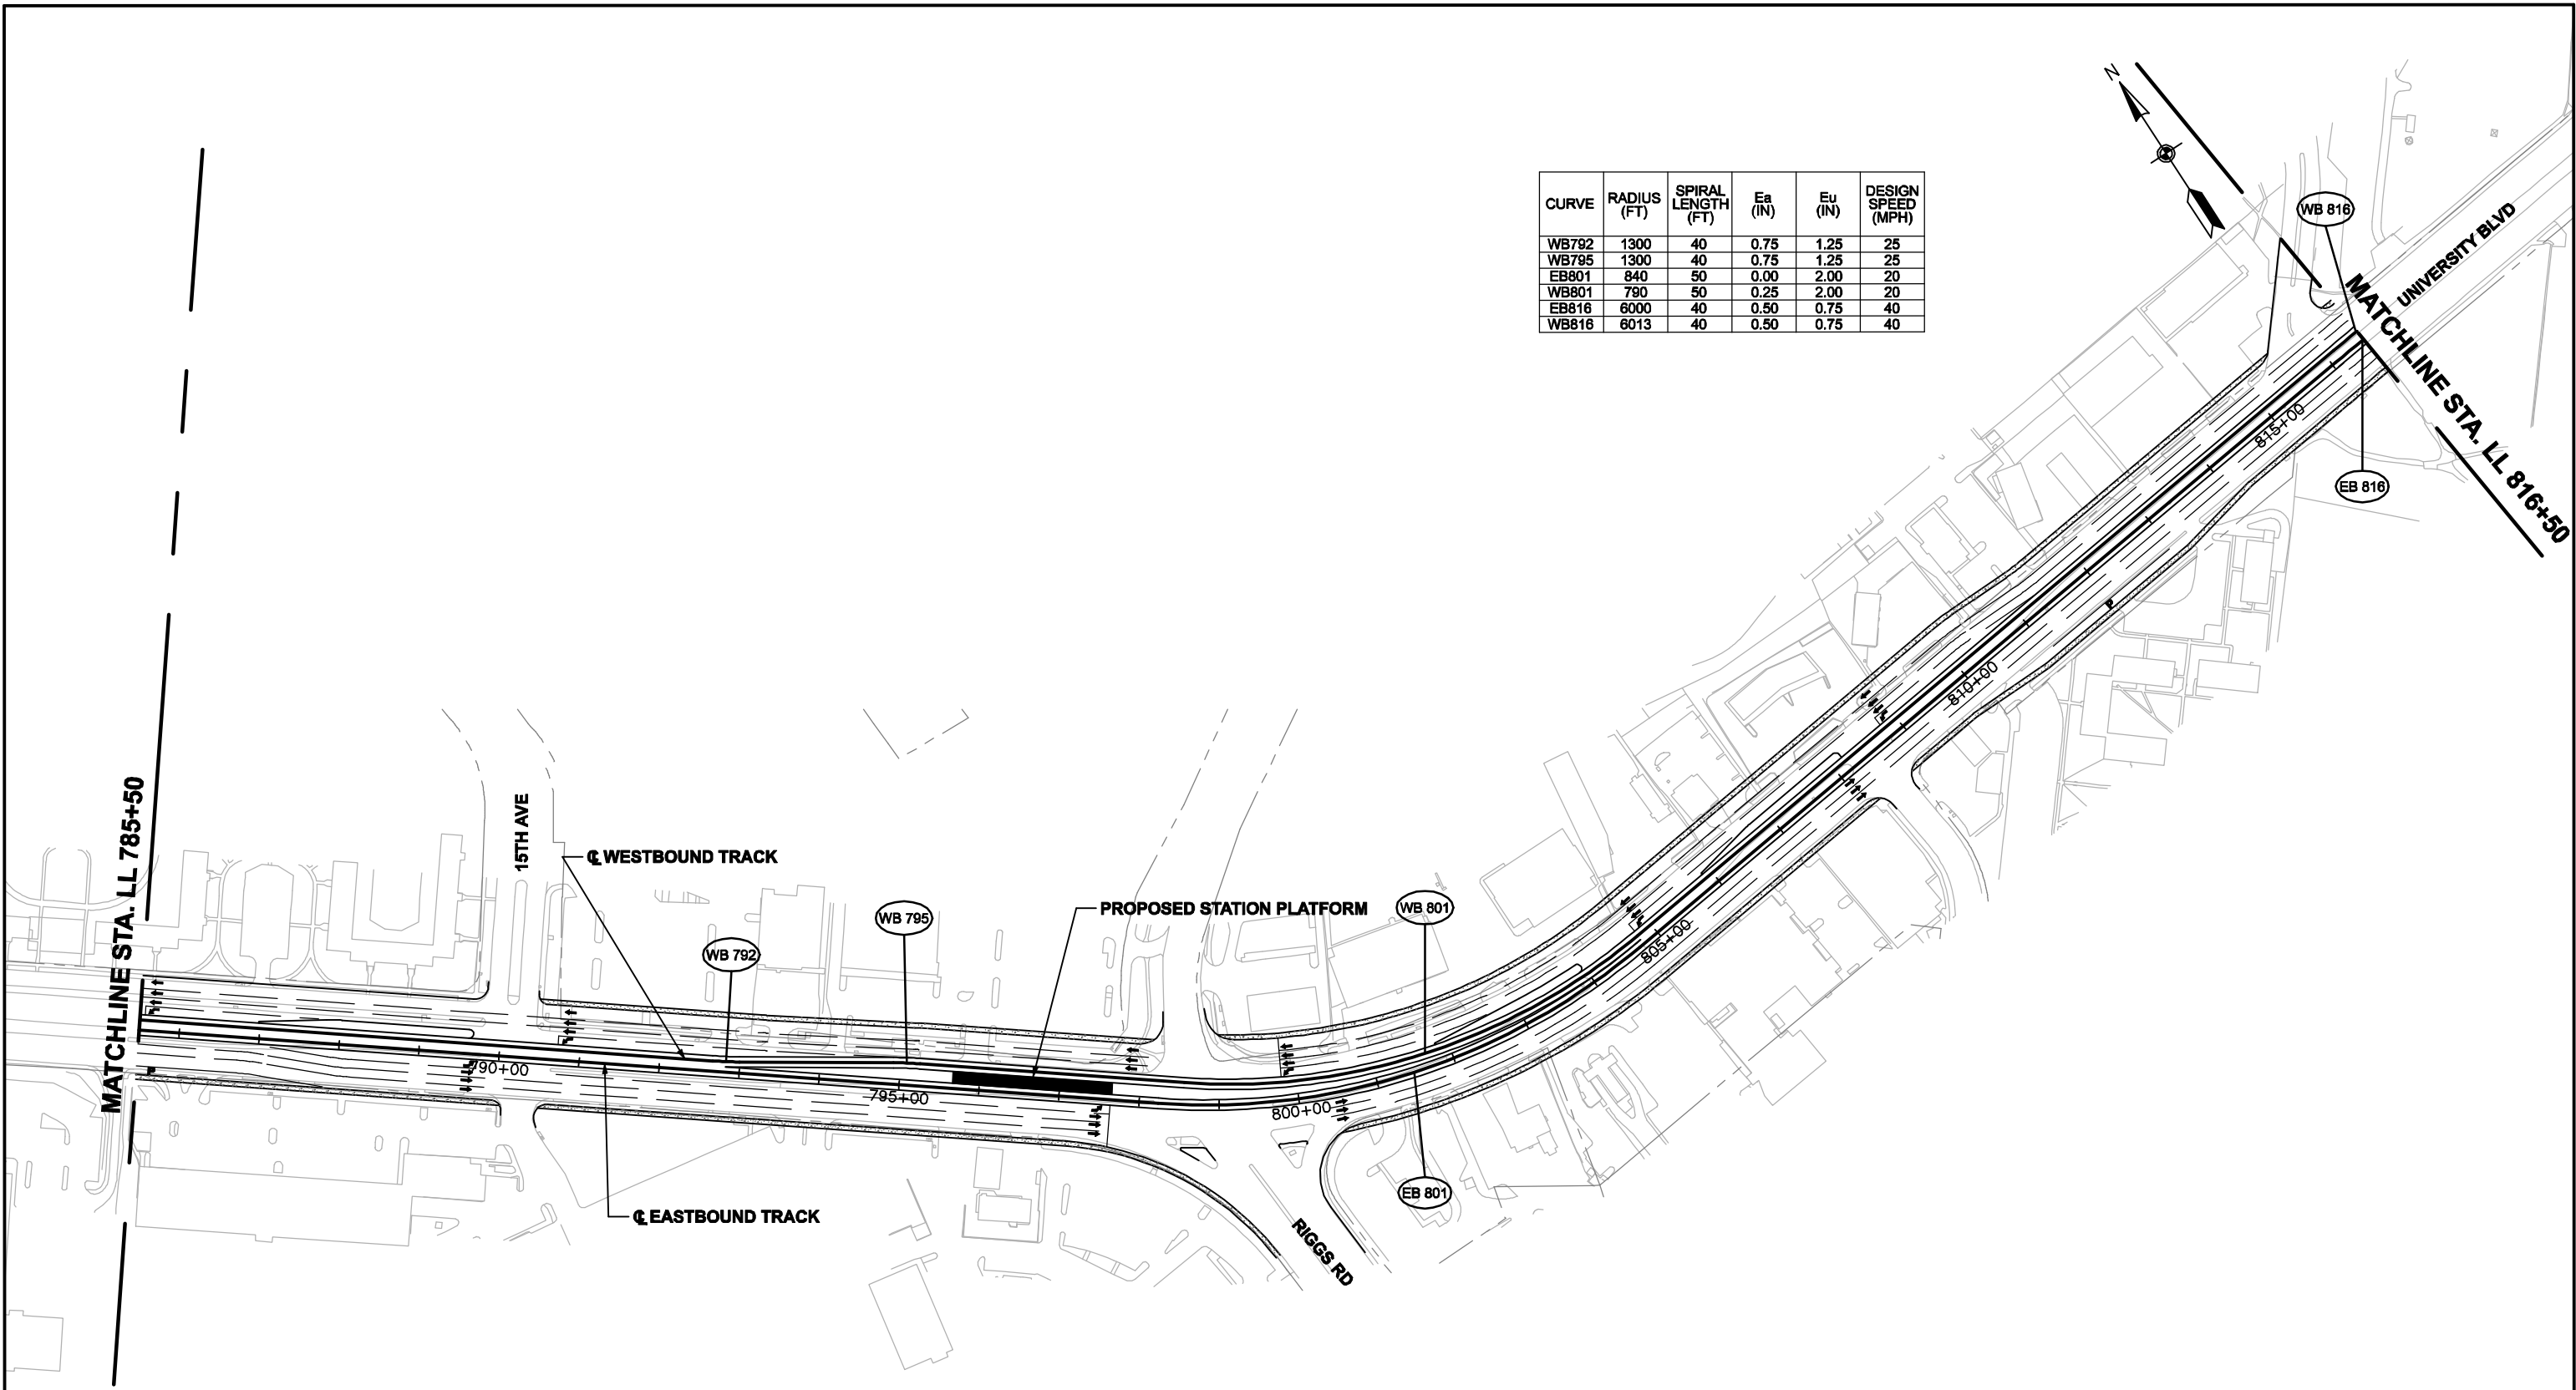 N
CURVE RADIUS (FT) SPIRAL LENGTH (FT) Ea (IN) Eu (IN) DESIGN SPEED (MPH)
WB792 1300 40 0.75 1.25 25
WB795 1300 40 0.75 1.25 25
EB801 840 50 0.00 2.00 20
WB801 790 50 0.25 2.00 20
EB816 6000 40 0.50 0.75 40
WB816 6013 40 0.50 0.75 40
WB 816
UNIVERSITY BLVD
MATCHLINE STA. LL 816+50
815+00
EB 816
810+00
MATCHLINE STA. LL 785+50
15TH AVE
℄ WESTBOUND TRACK
WB 795
PROPOSED STATION PLATFORM
WB 801
WB 792
805+00
790+00
795+00
800+00
EB 801
℄ EASTBOUND TRACK
RIGGS RD